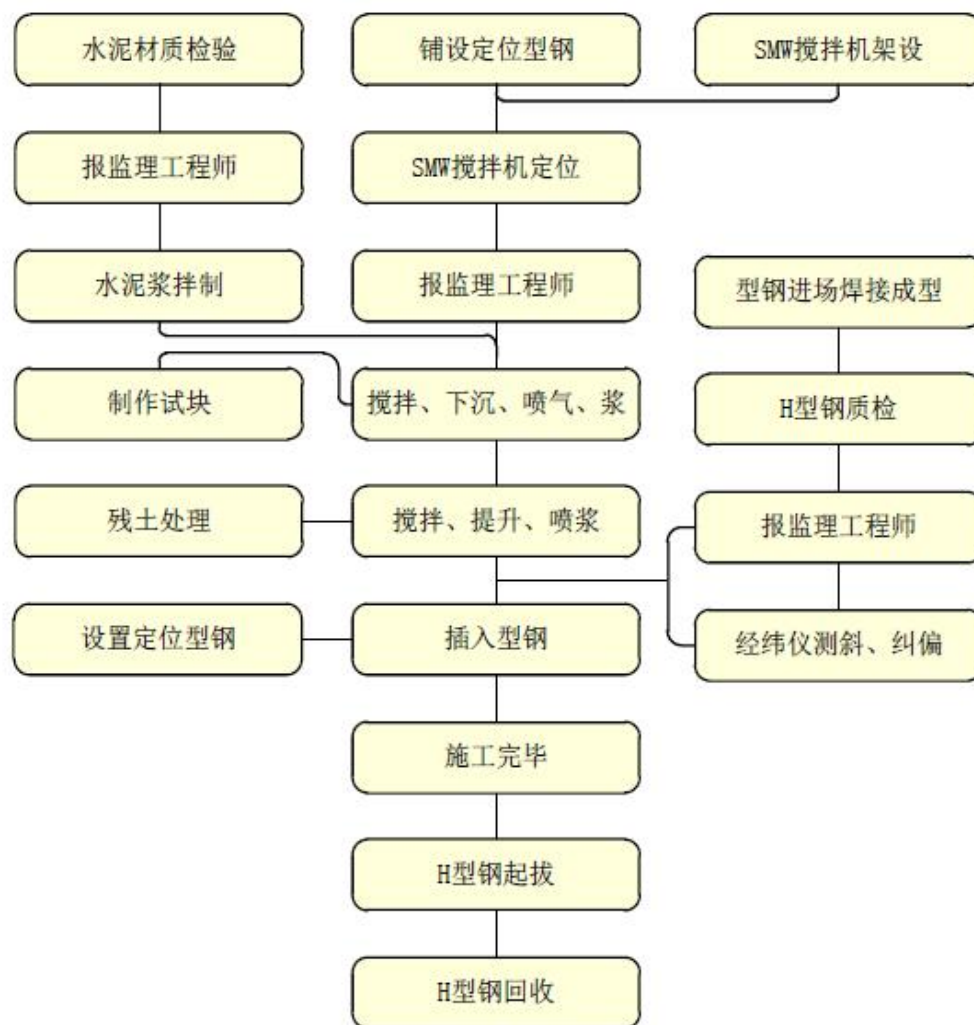 水泥材质检验
铺设定位型钢
SMW搅拌机架设
报监理工程师
SMW搅拌机定位
水泥浆拌制
报监理工程师
型钢进场焊接成型
制作试块
搅拌、下沉、喷气、浆
H型钢质检
残土处理
搅拌、提升、喷浆
报监理工程师
设置定位型钢
插入型钢
经纬仪测斜、纠偏
施工完毕
H型钢起拔
H型钢回收